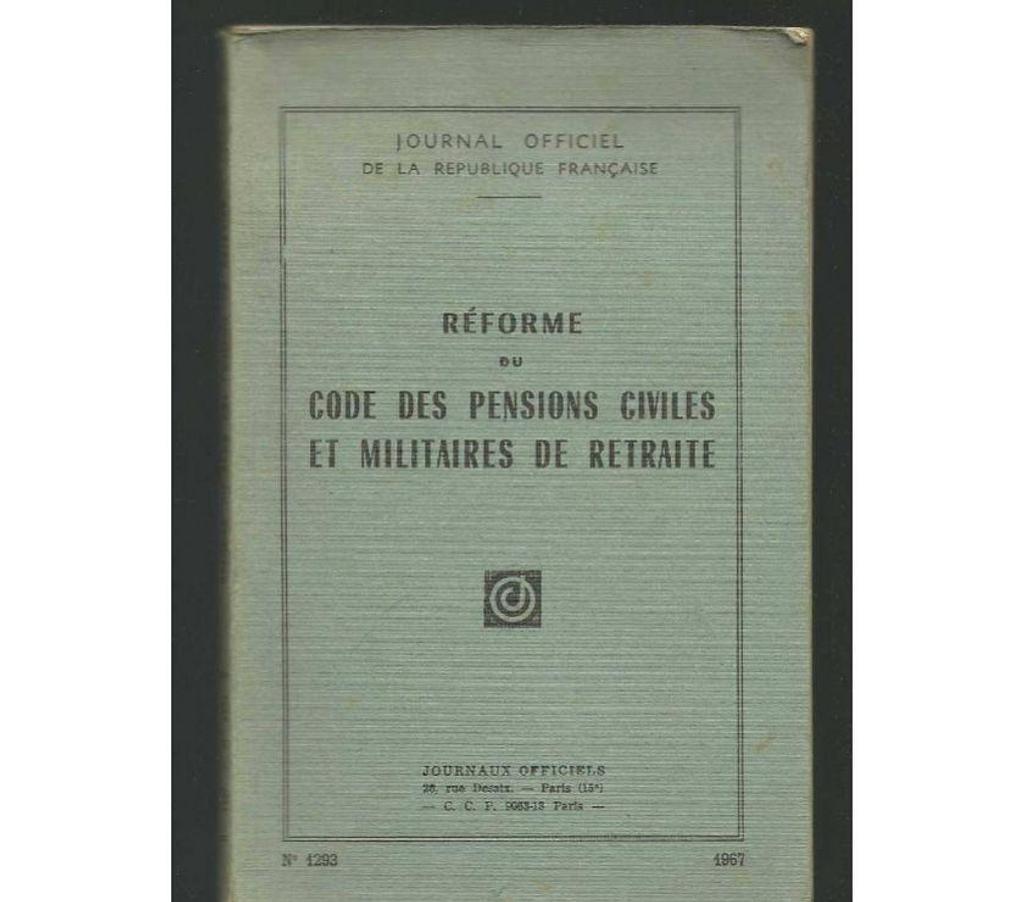 JOURNAL OFFICIEL
DE LA REPUBLIQUE FRANÇAISE
RÉFORME
DU
CODE DES PENSIONS CIVILES
ET MILITAIRES DE RETRAITE
JOURNAUX OFFICIELS
26, rue Desaix. — Paris (15ᵉ)
— C. C. P. 9063-13 Paris —
N° 1293 1967